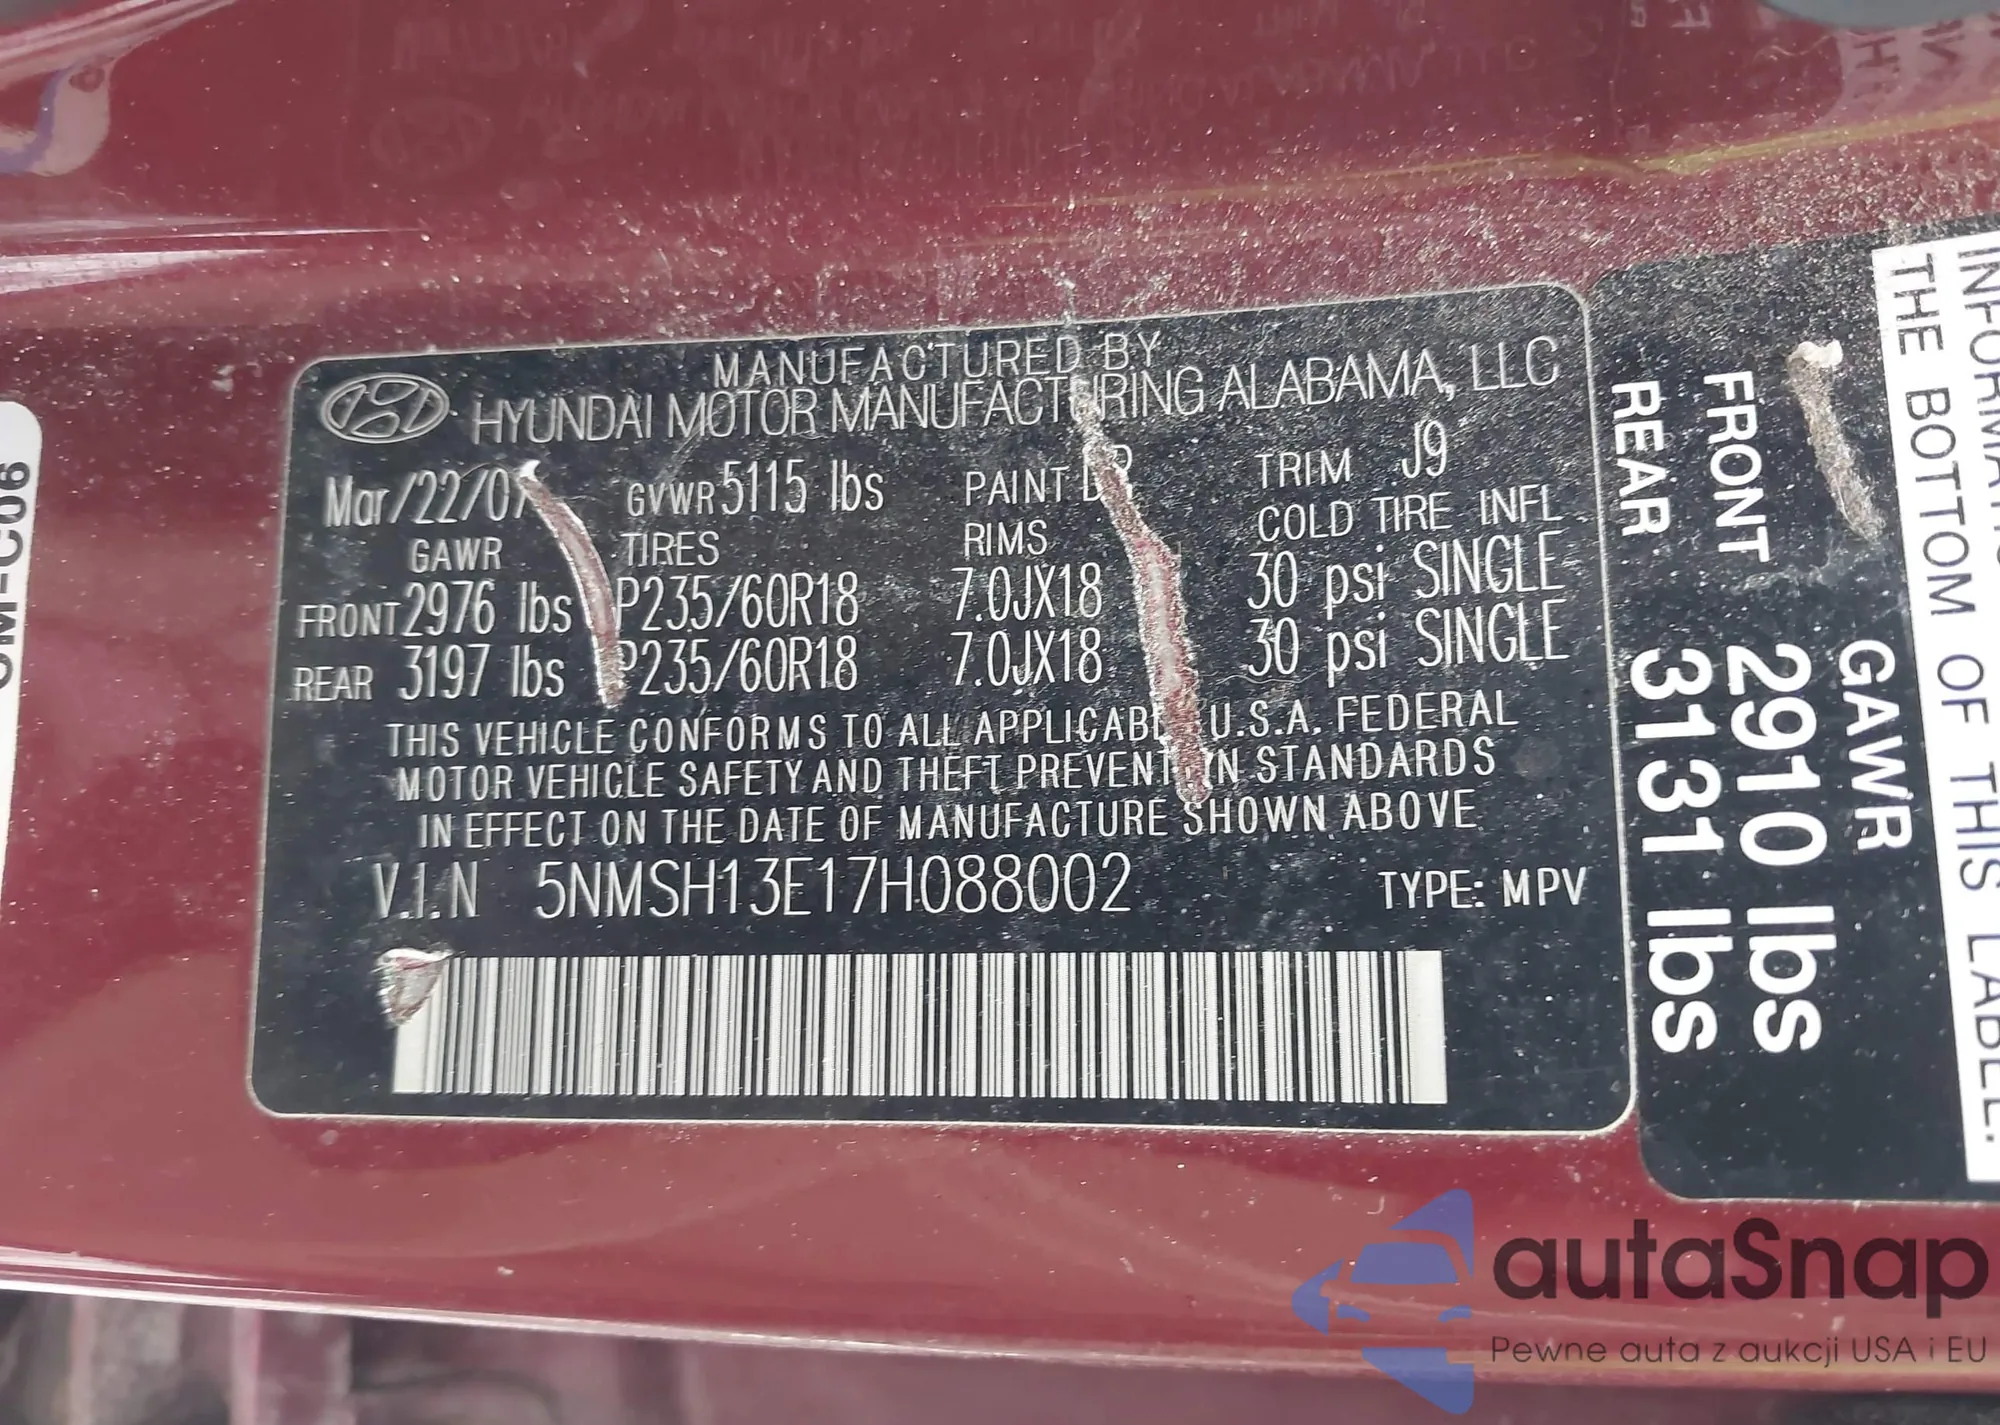 MANUFACTURED BY
HYUNDAI MOTOR MANUFACTURING ALABAMA, LLC
Mar/22/07 GVWR 5115 lbs PAINT TRIM J9
GAWR TIRES RIMS COLD TIRE INFL
FRONT 2976 lbs P235/60R18 7.0JX18 30 psi SINGLE
REAR 3197 lbs P235/60R18 7.0JX18 30 psi SINGLE
THIS VEHICLE CONFORMS TO ALL APPLICABLE U.S.A. FEDERAL
MOTOR VEHICLE SAFETY AND THEFT PREVENTION STANDARDS
IN EFFECT ON THE DATE OF MANUFACTURE SHOWN ABOVE
V.I.N 5NMSH13E17H088002 TYPE: MPV
THE BOTTOM OF THIS LABEL.
GAWR
FRONT 2910 lbs
REAR 3131 lbs
autaSnap
Pewne auta z aukcji USA i EU